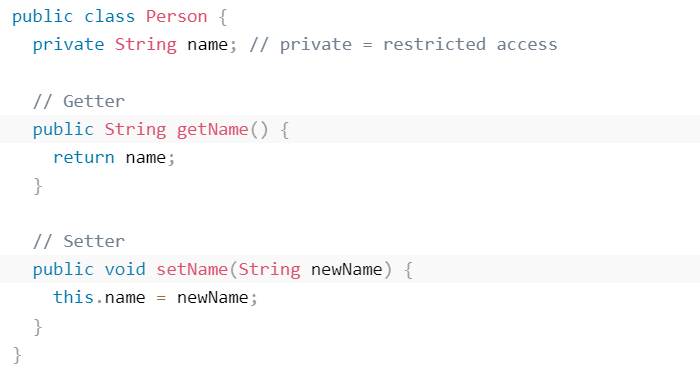 public class Person {
private String name; // private = restricted access
// Getter
public String getName() {
return name;
}
// Setter
public void setName(String newName) {
this.name = newName;
}
}